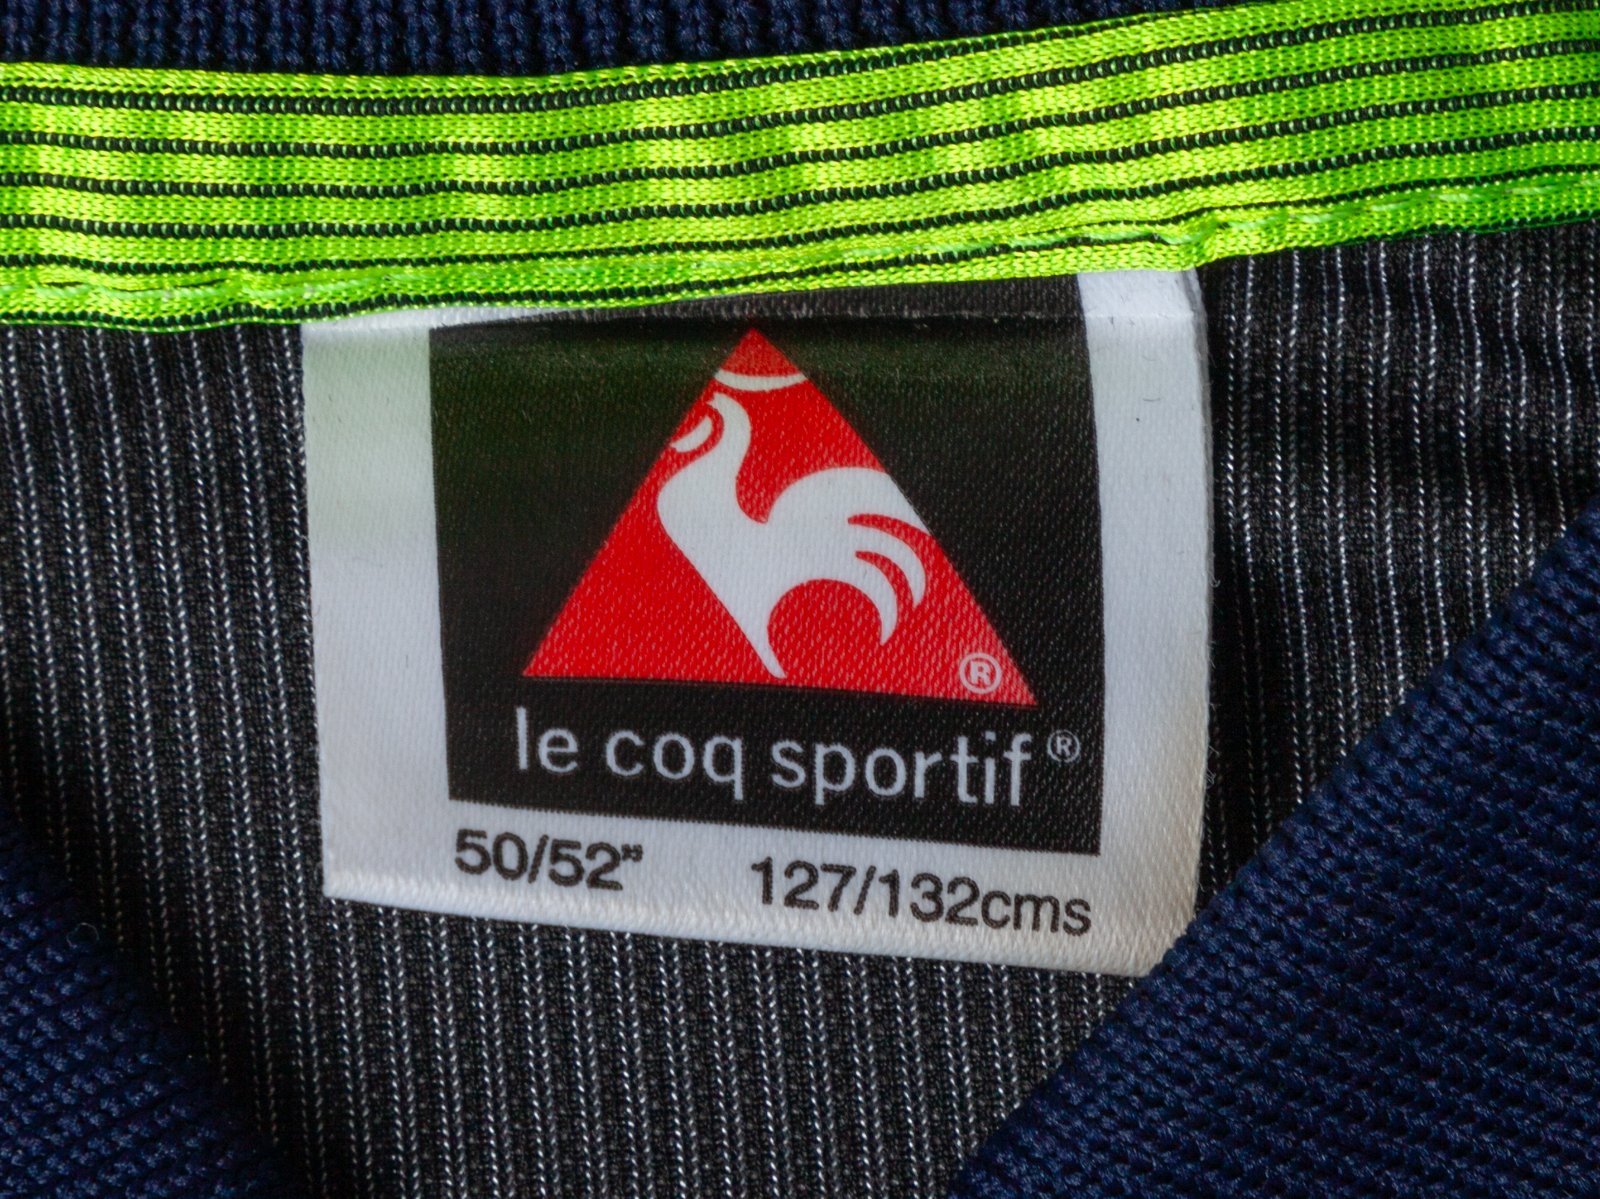 ®
le coq sportif®
50/52” 127/132cms